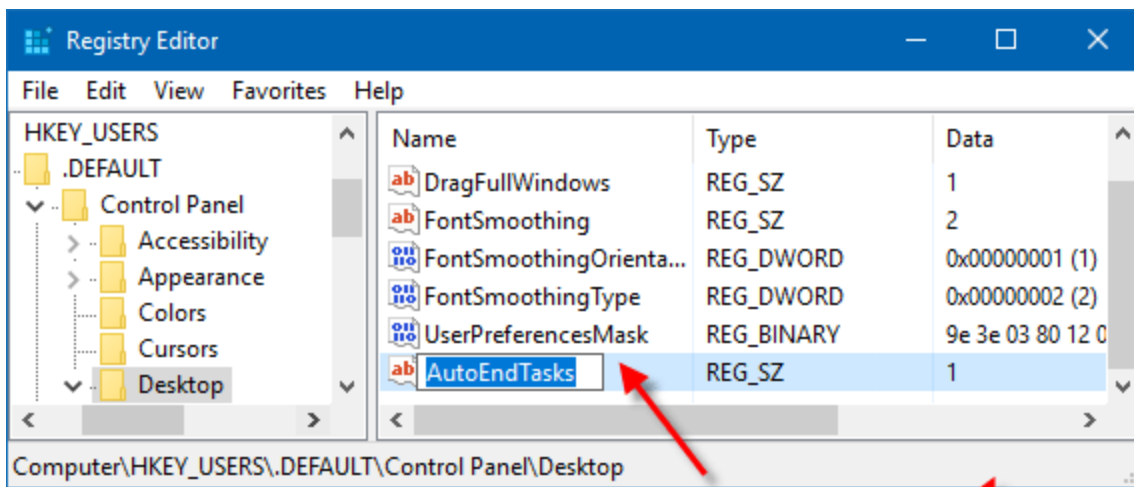 Registry Editor
File Edit View Favorites Help
HKEY_USERS
.DEFAULT
Control Panel
Accessibility
Appearance
Colors
Cursors
Desktop
Name Type Data
DragFullWindows REG_SZ 1
FontSmoothing REG_SZ 2
FontSmoothingOrienta... REG_DWORD 0x00000001 (1)
FontSmoothingType REG_DWORD 0x00000002 (2)
UserPreferencesMask REG_BINARY 9e 3e 03 80 12 0
AutoEndTasks REG_SZ 1
Computer\HKEY_USERS\.DEFAULT\Control Panel\Desktop